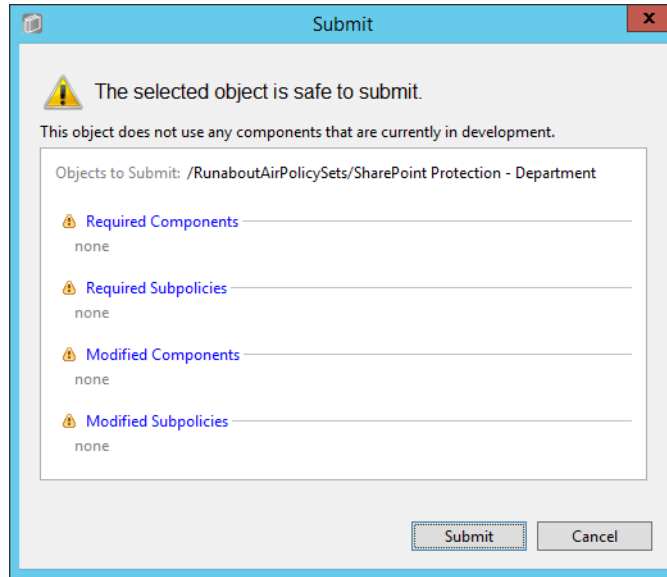 Submit
x
The selected object is safe to submit.
This object does not use any components that are currently in development.
Objects to Submit: /RunaboutAirPolicySets/SharePoint Protection - Department
Required Components
none
Required Subpolicies
none
Modified Components
none
Modified Subpolicies
none
Submit Cancel